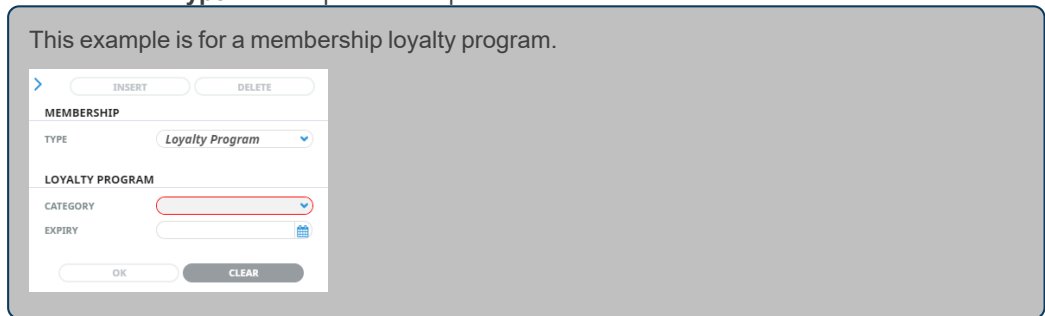 This example is for a membership loyalty program.
INSERT DELETE
MEMBERSHIP
TYPE Loyalty Program
LOYALTY PROGRAM
CATEGORY
EXPIRY
OK CLEAR